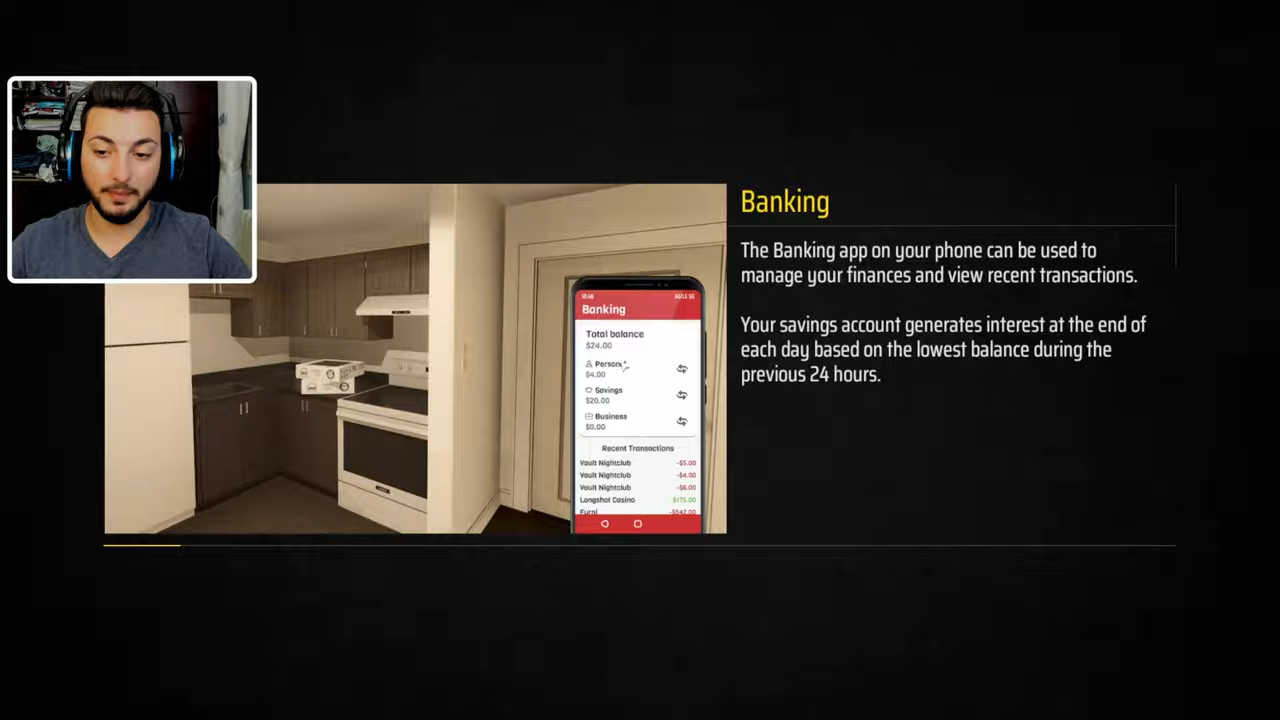 Banking
The Banking app on your phone can be used to
manage your finances and view recent transactions.
Your savings account generates interest at the end of
each day based on the lowest balance during the
previous 24 hours.
Banking
Total balance
$24.00
$4.00
Savings
$20.00
Business
$0.00
Recent Transactions
Vault Nightclub -$5.00
Vault Nightclub -$4.00
Vault Nightclub -$6.00
Longshot Casino $175.00
Furni -$542.00